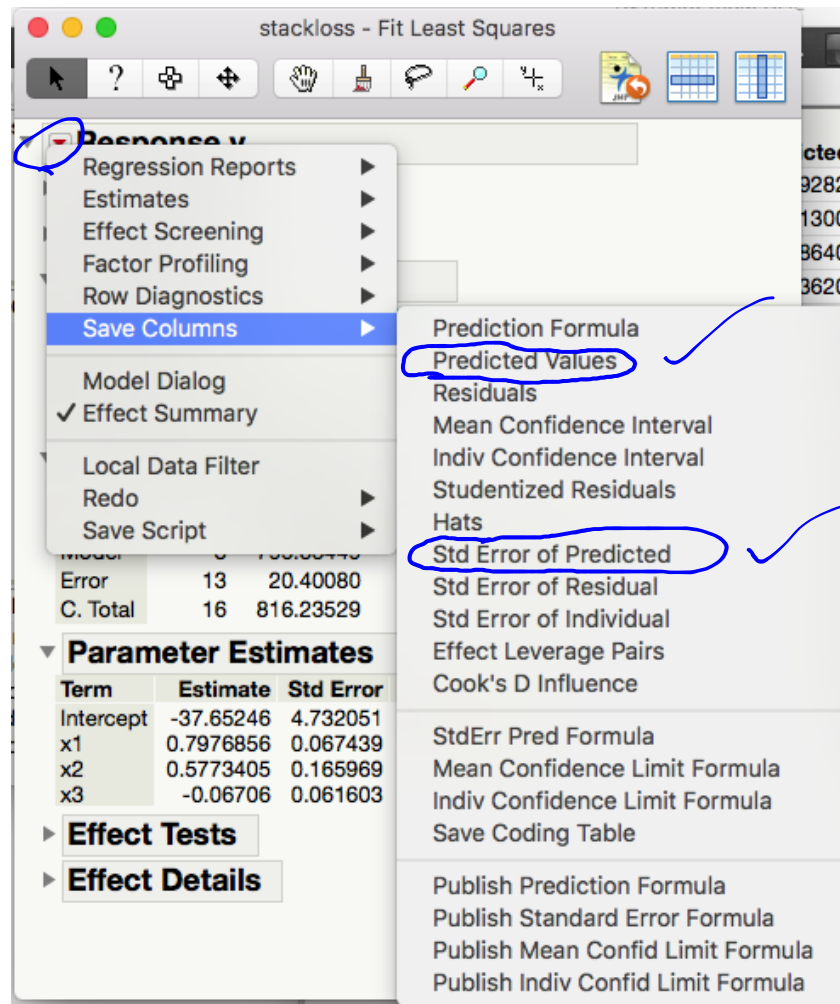 stackloss - Fit Least Squares
?
JMP
Response y
Regression Reports
Estimates
Effect Screening
Factor Profiling
Row Diagnostics
Save Columns
Model Dialog
✓ Effect Summary
Local Data Filter
Redo
Save Script
Prediction Formula
Predicted Values
Residuals
Mean Confidence Interval
Indiv Confidence Interval
Studentized Residuals
Hats
Std Error of Predicted
Std Error of Residual
Std Error of Individual
Effect Leverage Pairs
Cook's D Influence
StdErr Pred Formula
Mean Confidence Limit Formula
Indiv Confidence Limit Formula
Save Coding Table
Publish Prediction Formula
Publish Standard Error Formula
Publish Mean Confid Limit Formula
Publish Indiv Confid Limit Formula
Error 13 20.40080
C. Total 16 816.23529
Parameter Estimates
Term Estimate Std Error
Intercept -37.65246 4.732051
x1 0.7976856 0.067439
x2 0.5773405 0.165969
x3 -0.06706 0.061603
Effect Tests
Effect Details